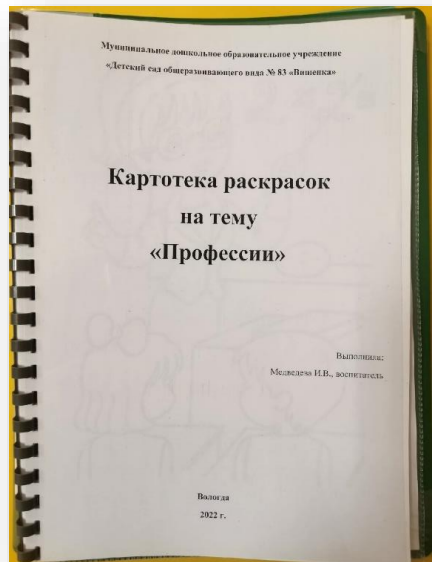 Муниципальное дошкольное образовательное учреждение
«Детский сад общеразвивающего вида № 83 «Вишенка»
Картотека раскрасок
на тему
«Профессии»
Выполнила:
Медведева И.В., воспитатель
Вологда
2022 г.